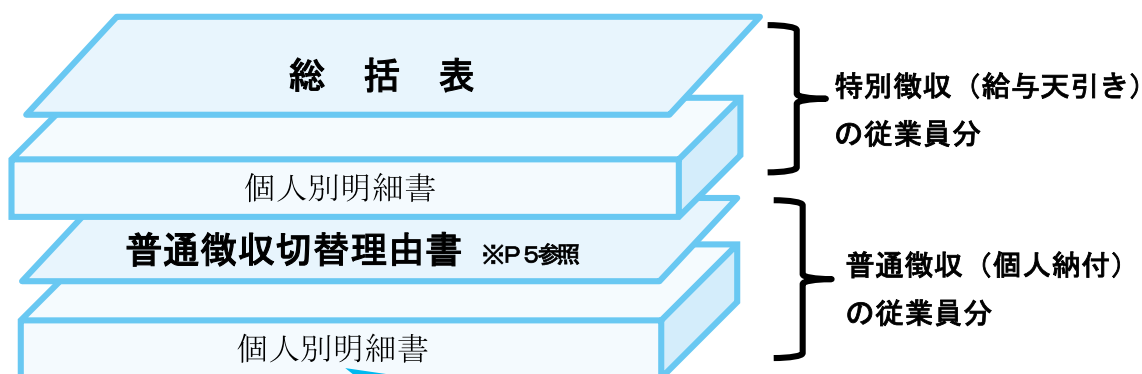 総　括　表
特別徴収（給与天引き）
の従業員分
個人別明細書
普通徴収切替理由書 ※P５参照
普通徴収（個人納付）
の従業員分
個人別明細書